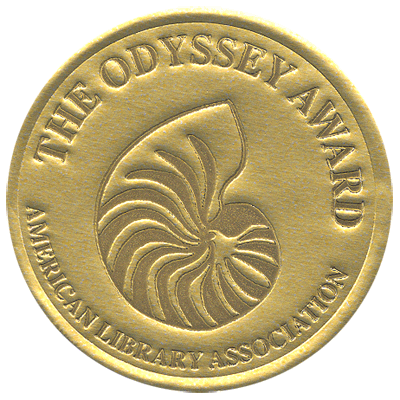 THE ODYSSEY AWARD
AMERICAN LIBRARY ASSOCIATION